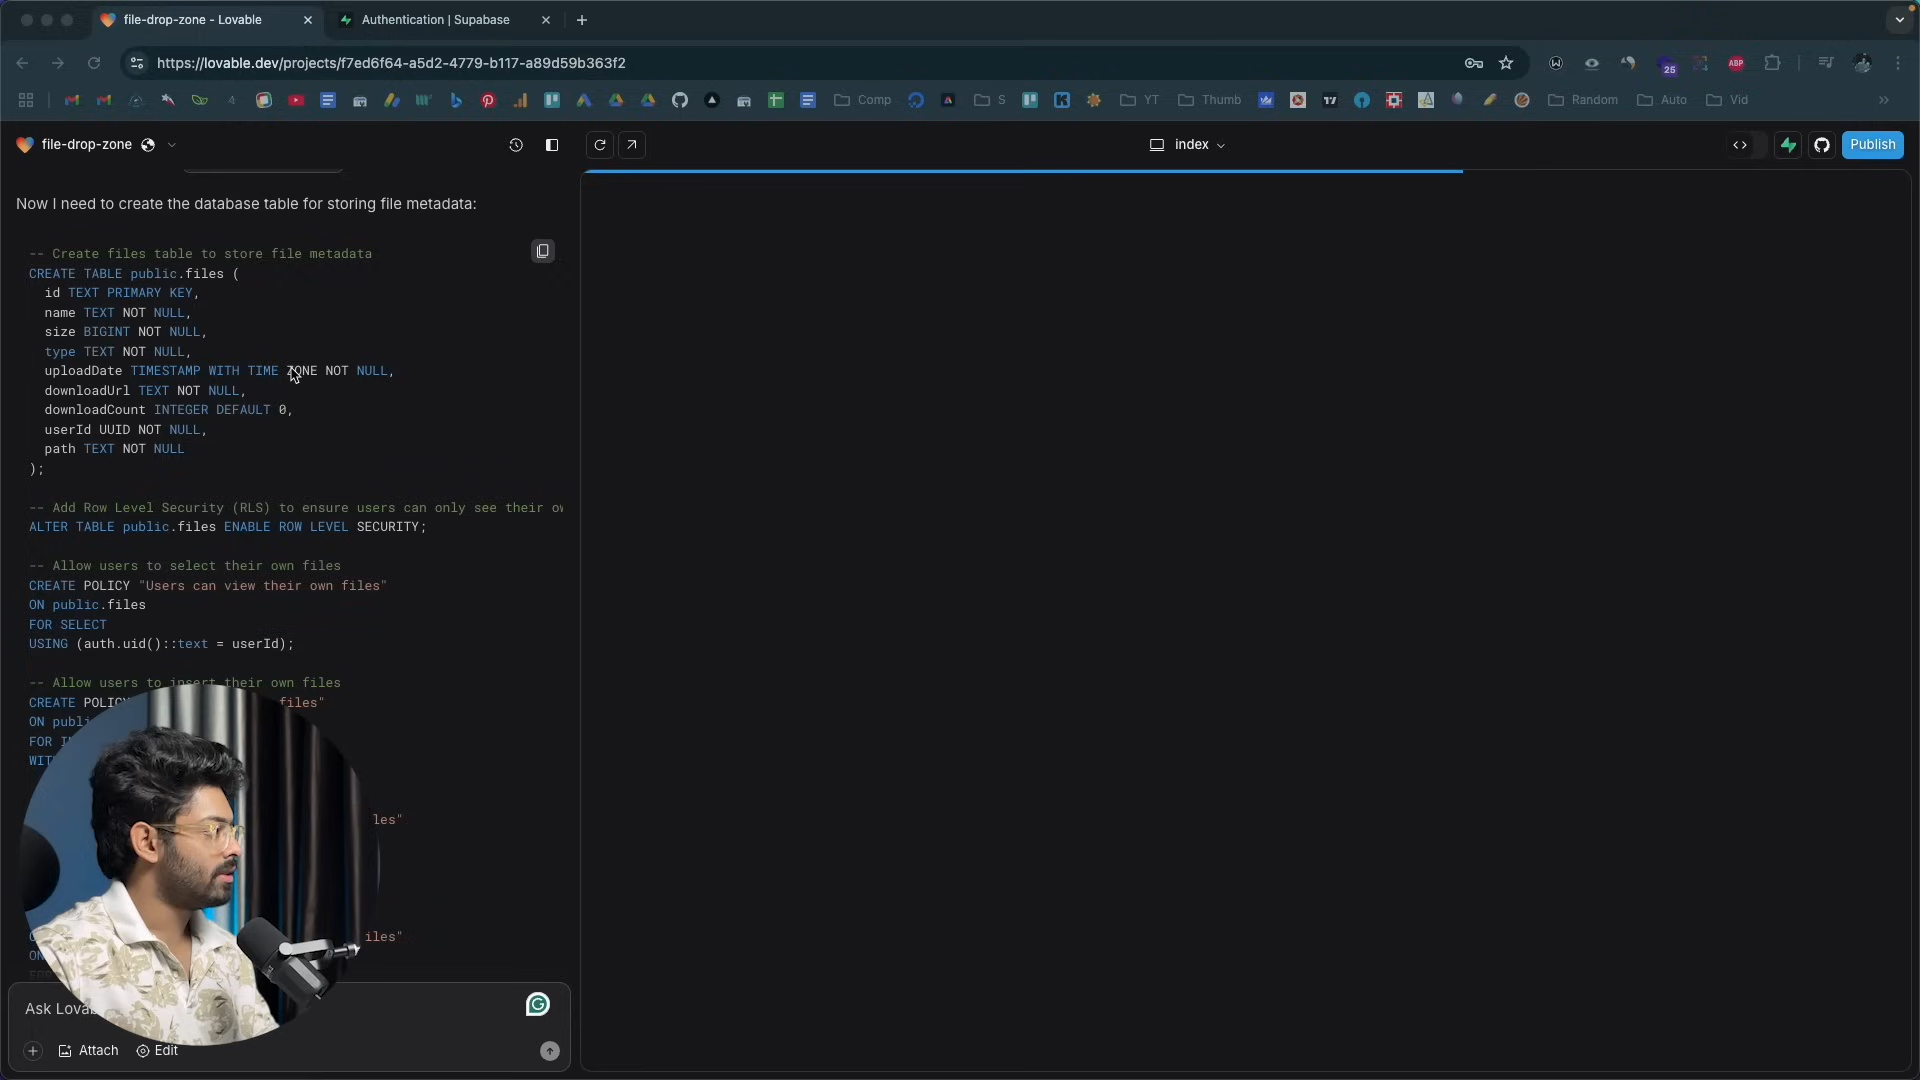 file-drop-zone - Lovable
Authentication | Supabase
https://lovable.dev/projects/f7ed6f64-a5d2-4779-b117-a89d59b363f2
25
ABP
Comp
S
YT
Thumb
Random
Auto
Vid
file-drop-zone
index
Publish
Now I need to create the database table for storing file metadata:
-- Create files table to store file metadata
CREATE TABLE public.files (
id TEXT PRIMARY KEY,
name TEXT NOT NULL,
size BIGINT NOT NULL,
type TEXT NOT NULL,
uploadDate TIMESTAMP WITH TIME ZONE NOT NULL,
downloadUrl TEXT NOT NULL,
downloadCount INTEGER DEFAULT 0,
userId UUID NOT NULL,
path TEXT NOT NULL
);
-- Add Row Level Security (RLS) to ensure users can only see their
ALTER TABLE public.files ENABLE ROW LEVEL SECURITY;
-- Allow users to select their own files
CREATE POLICY "Users can view their own files"
ON public.files
FOR SELECT
USING (auth.uid()::text = userId);
-- Allow users to insert their own files
CREATE files"
ON
FOR
les"
iles"
ON
Ask
Attach
Edit